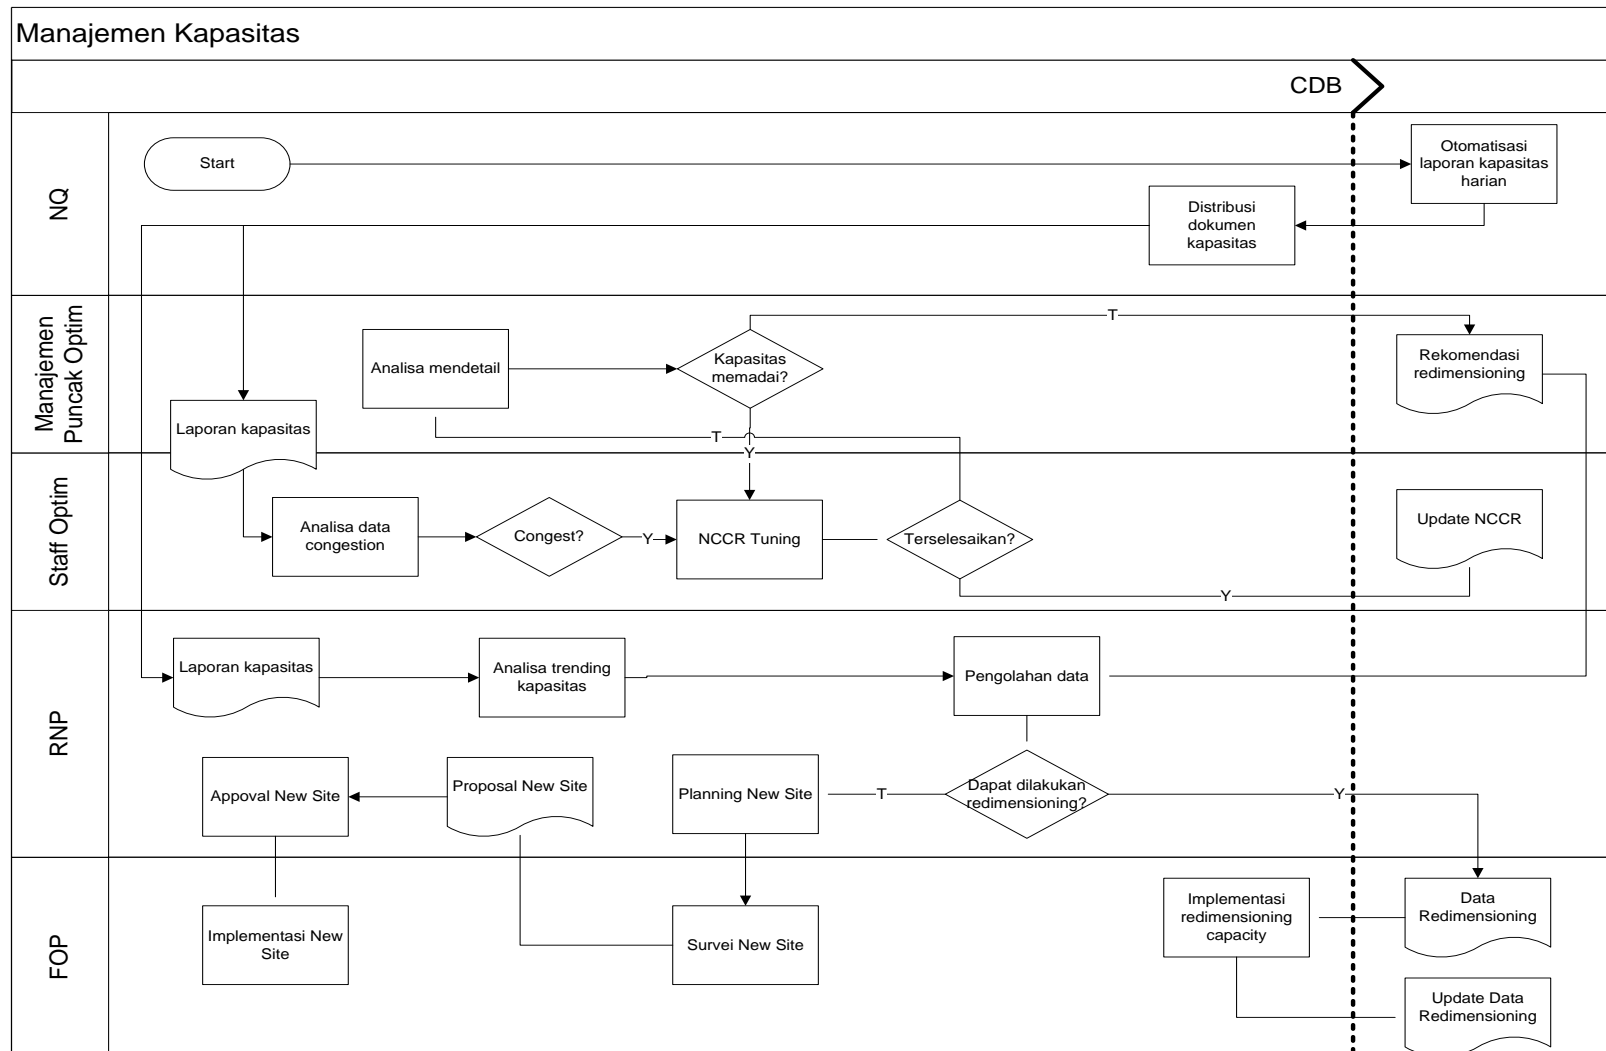 Manajemen Kapasitas
CDB
NQ
Start
Otomatisasi
laporan kapasitas
harian
Distribusi
dokumen
kapasitas
Manajemen
Puncak Optim
Analisa mendetail
Kapasitas
memadai?
T
Rekomendasi
redimensioning
Laporan kapasitas
T
Y
Staff Optim
Analisa data
congestion
Congest?
Y
NCCR Tuning
Terselesaikan?
Update NCCR
Y
RNP
Laporan kapasitas
Analisa trending
kapasitas
Pengolahan data
Appoval New Site
Proposal New Site
Planning New Site
T
Dapat dilakukan
redimensioning?
Y
FOP
Implementasi New
Site
Survei New Site
Implementasi
redimensioning
capacity
Data
Redimensioning
Update Data
Redimensioning